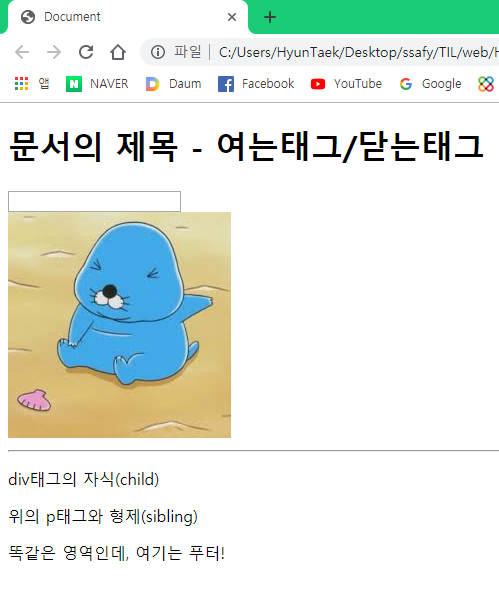 Document
파일 | C:/Users/HyunTaek/Desktop/ssafy/TIL/web/H
앱 NAVER Daum Facebook YouTube Google
문서의 제목 - 여는태그/닫는태그
div태그의 자식(child)
위의 p태그와 형제(sibling)
똑같은 영역인데, 여기는 푸터!